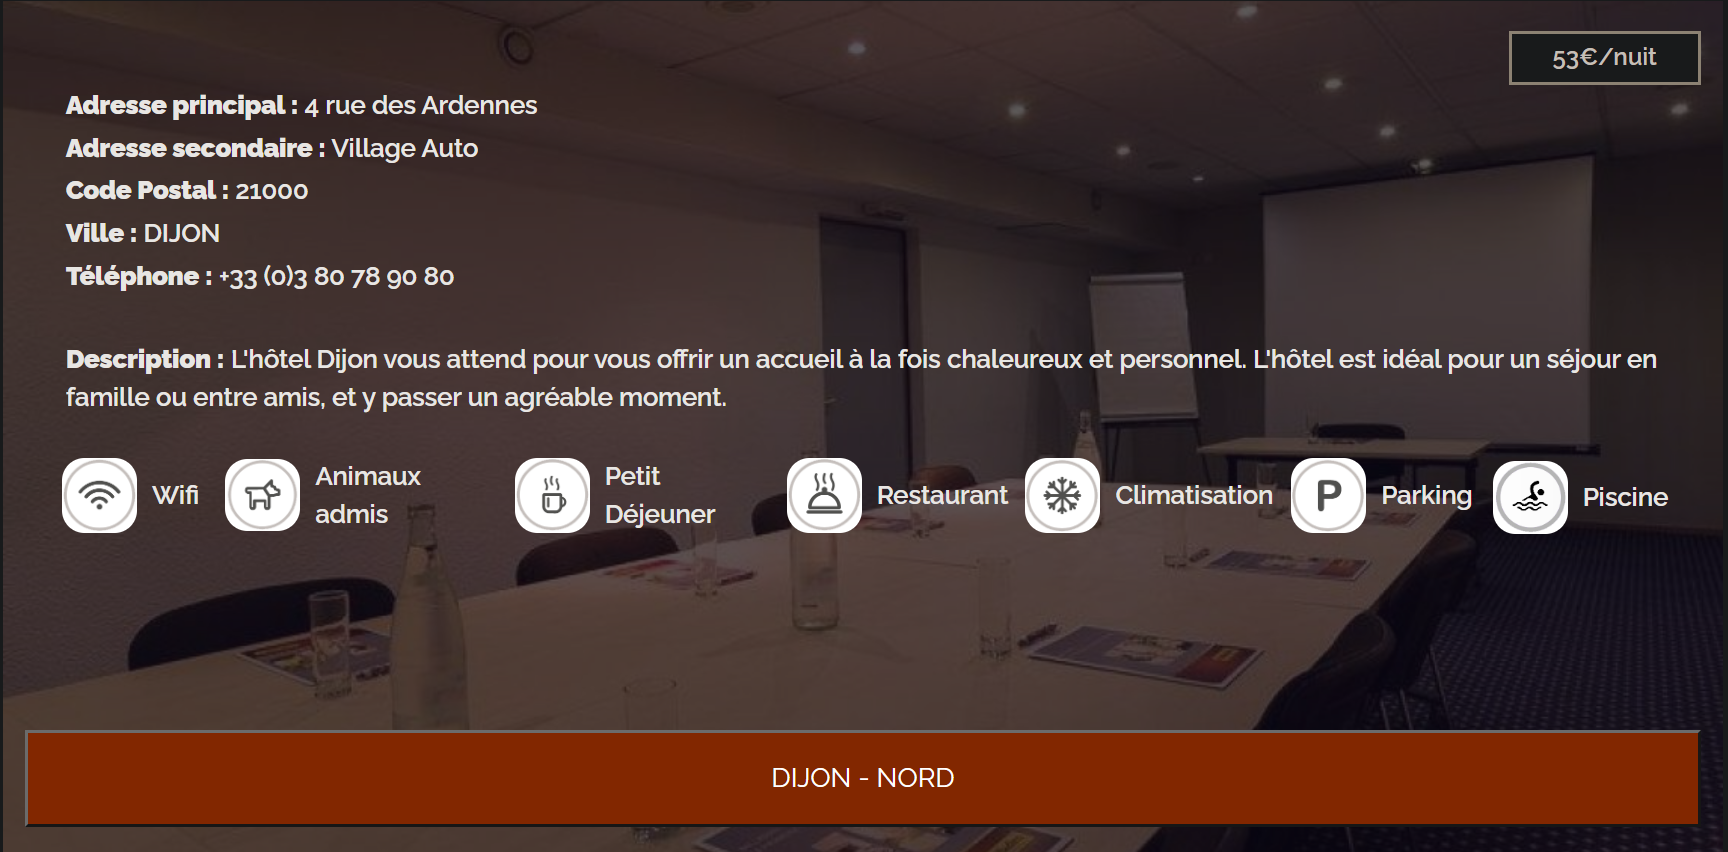 53€/nuit
Adresse principal : 4 rue des Ardennes
Adresse secondaire : Village Auto
Code Postal : 21000
Ville : DIJON
Téléphone : +33 (0)3 80 78 90 80
Description : L'hôtel Dijon vous attend pour vous offrir un accueil à la fois chaleureux et personnel. L'hôtel est idéal pour un séjour en
famille ou entre amis, et y passer un agréable moment.
Wifi
Animaux
admis
Petit
Déjeuner
Restaurant
Climatisation
P
Parking
Piscine
DIJON - NORD